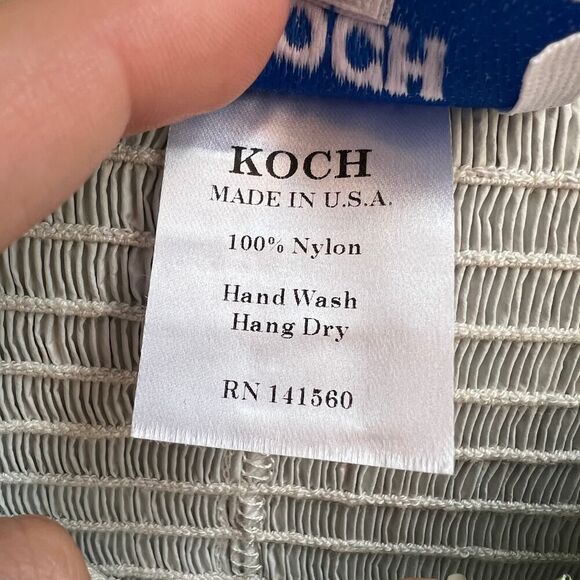 OCH
KOCH
MADE IN U.S.A.
100% Nylon
Hand Wash
Hang Dry
RN 141560